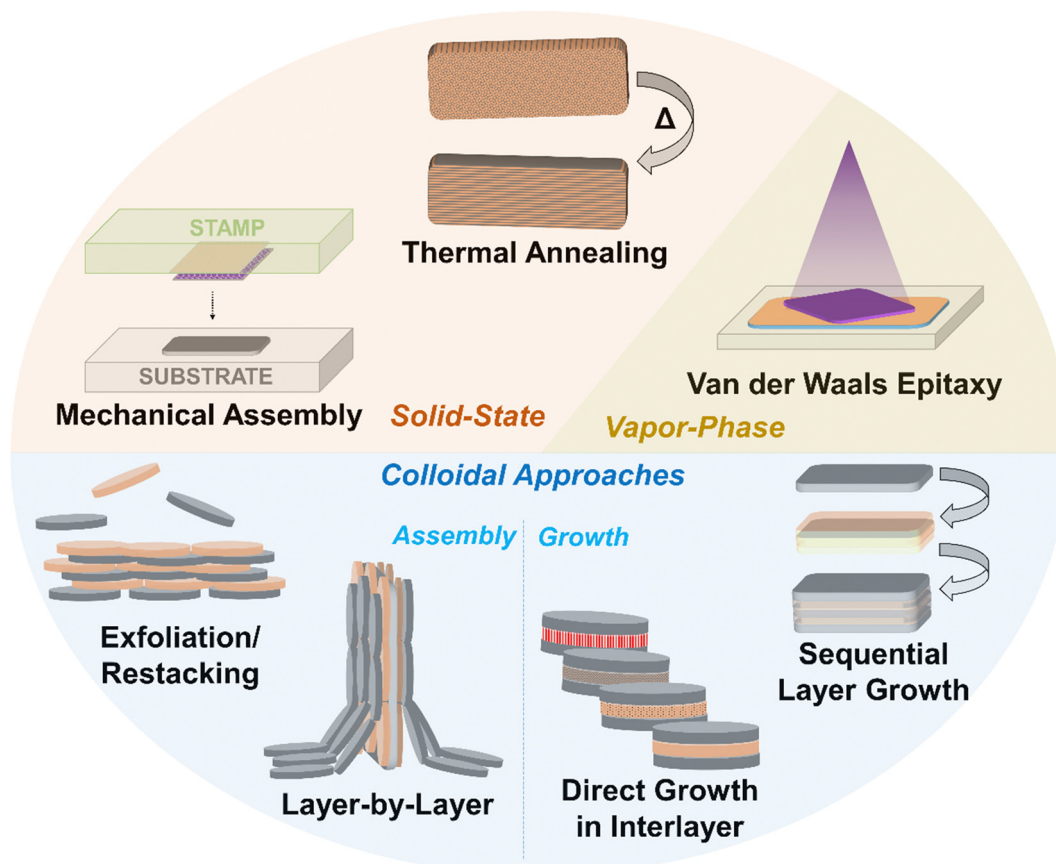 Δ
Thermal Annealing
STAMP
SUBSTRATE
Mechanical Assembly
Solid-State
Van der Waals Epitaxy
Vapor-Phase
Colloidal Approaches
Assembly
Growth
Exfoliation/
Restacking
Layer-by-Layer
Direct Growth
in Interlayer
Sequential
Layer Growth